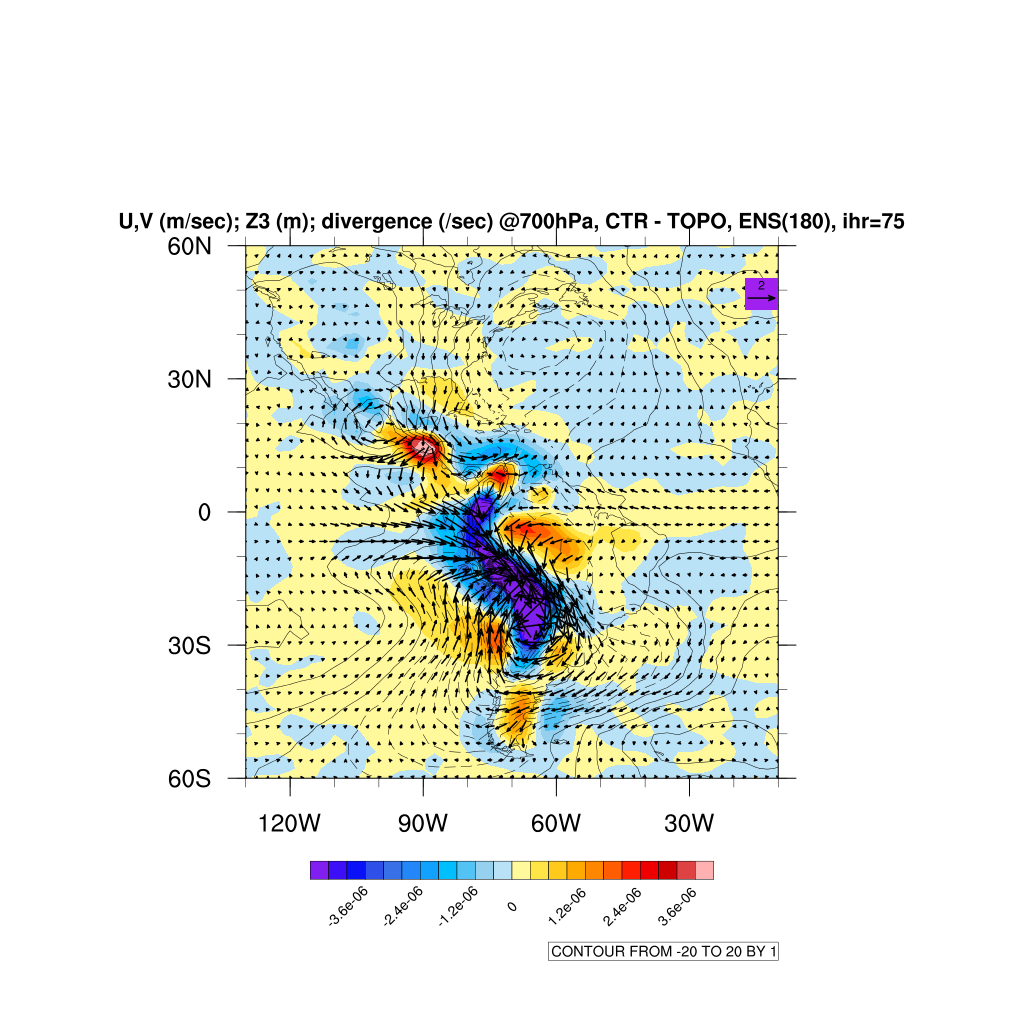 U,V (m/sec); Z3 (m); divergence (/sec) @700hPa, CTR - TOPO, ENS(180), ihr=75
60N
2
30N
0
30S
60S
120W 90W 60W 30W
-3.6e-06 -2.4e-06 -1.2e-06 0 1.2e-06 2.4e-06 3.6e-06
CONTOUR FROM -20 TO 20 BY 1